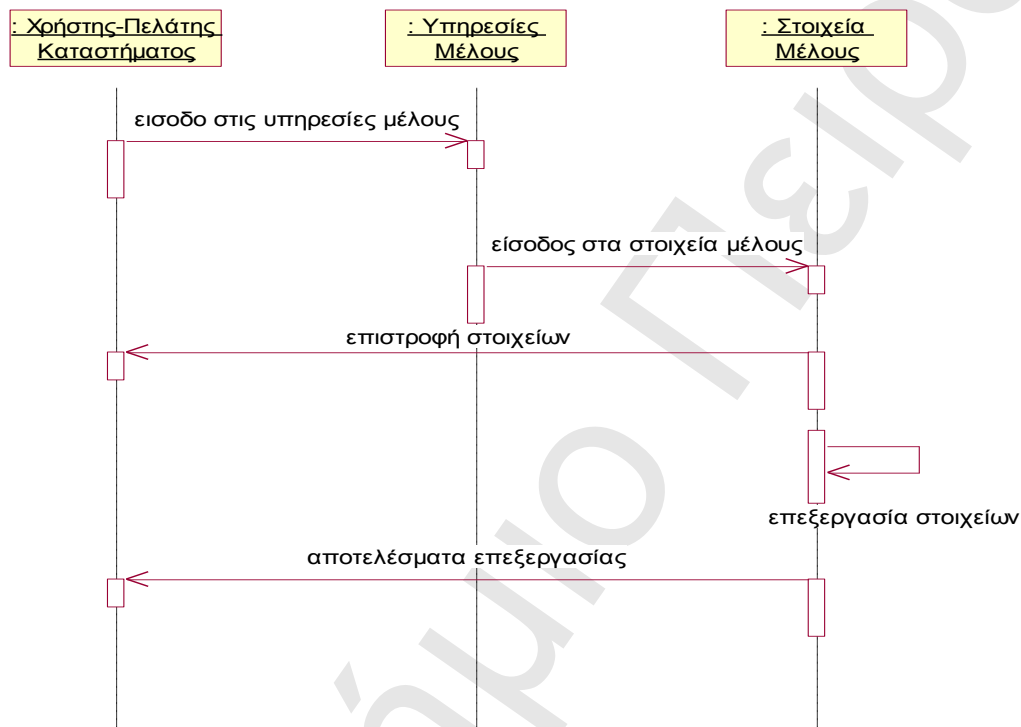 : Χρήστης-Πελάτης
Καταστήματος
: Υπηρεσίες
Μέλους
: Στοιχεία
Μέλους
εισοδο στις υπηρεσίες μέλους
είσοδος στα στοιχεία μέλους
επιστροφή στοιχείων
επεξεργασία στοιχείων
αποτελέσματα επεξεργασίας